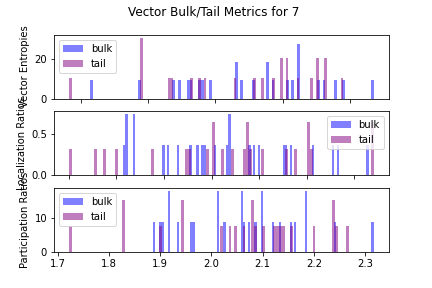 Vector Bulk/Tail Metrics for 7
Vector Entropies
20
0
bulk
tail
Localization Ratios
0.5
0.0
bulk
tail
Participation Ratios
10
0
bulk
tail
1.7 1.8 1.9 2.0 2.1 2.2 2.3